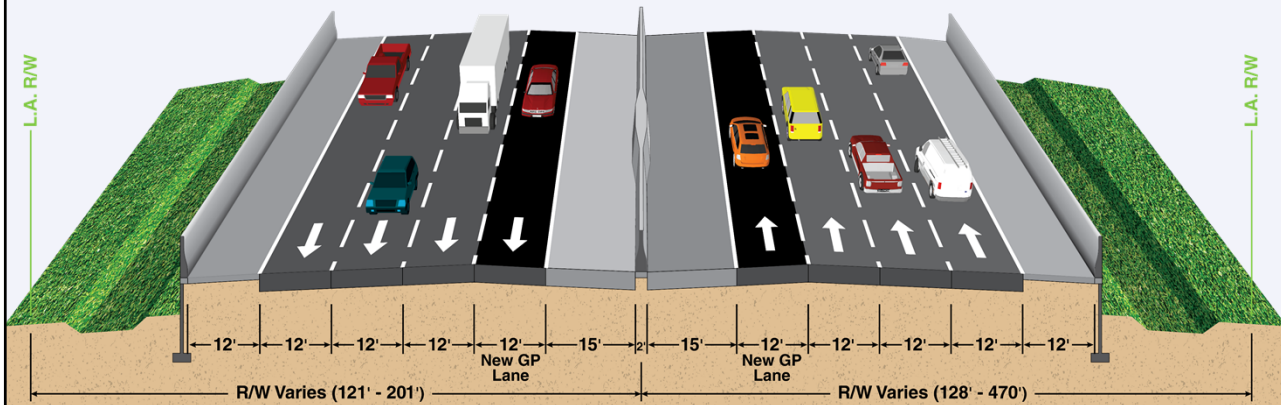 L.A. R/W
L.A. R/W
12' 12' 12' 12' 12' 15' 2' 15' 12' 12' 12' 12' 12'
New GP
Lane
New GP
Lane
R/W Varies (121' - 201') R/W Varies (128' - 470')